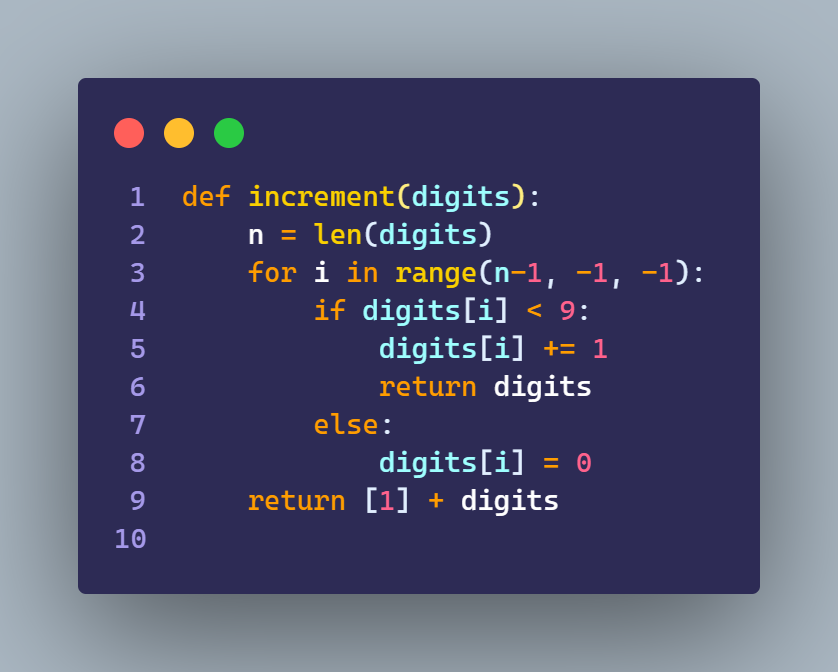 1 def increment(digits):
2     n = len(digits)
3     for i in range(n-1, -1, -1):
4         if digits[i] < 9:
5             digits[i] += 1
6             return digits
7         else:
8             digits[i] = 0
9     return [1] + digits
10